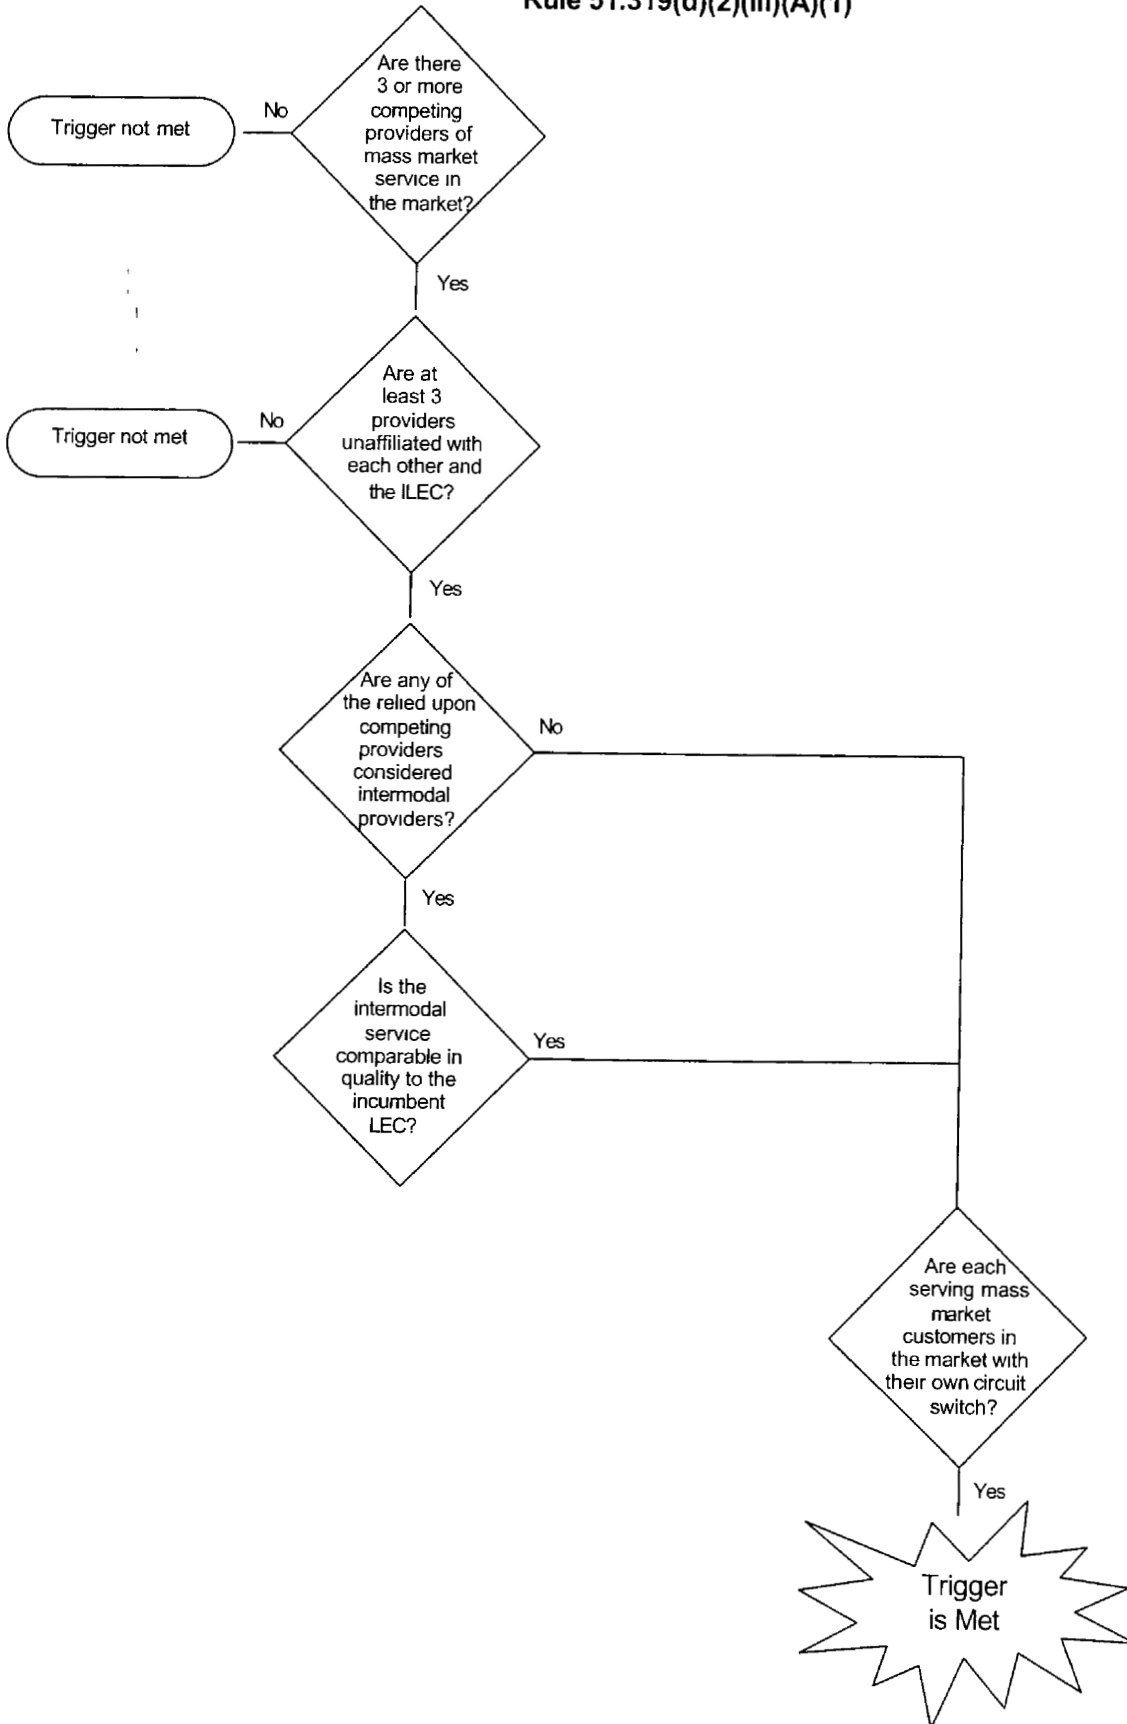 Rule 51.319(d)(2)(iii)(A)(1)
Are there
3 or more
competing
providers of
mass market
service in
the market?
No
Trigger not met
Yes
Are at
least 3
providers
unaffiliated with
each other and
the ILEC?
No
Trigger not met
Yes
Are any of
the relied upon
competing
providers
considered
intermodal
providers?
No
Yes
Is the
intermodal
service
comparable in
quality to the
incumbent
LEC?
Yes
Are each
serving mass
market
customers in
the market with
their own circuit
switch?
Yes
Trigger
is Met